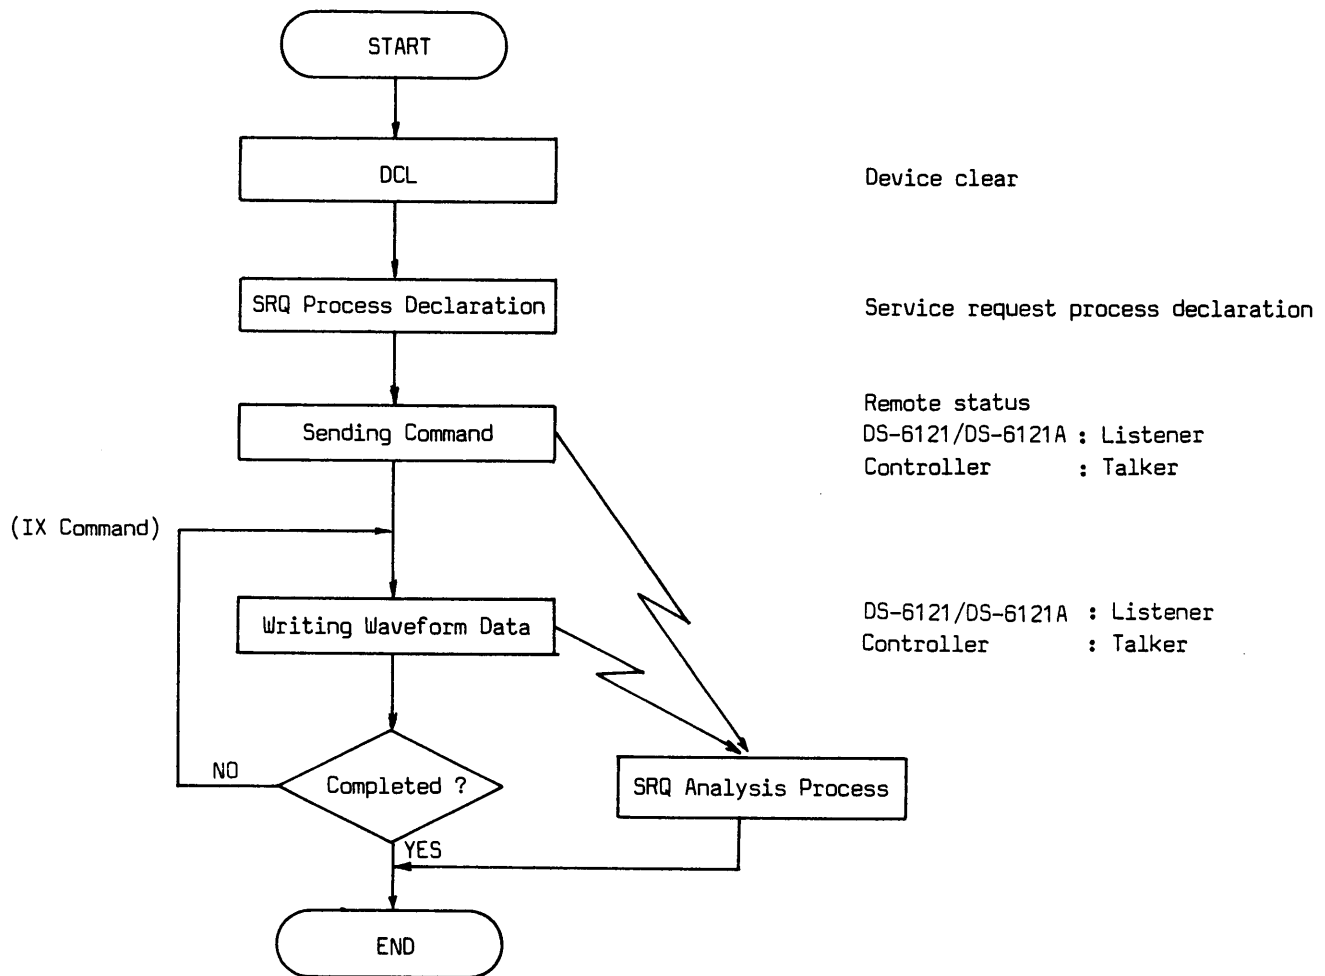 START
DCL
Device clear
SRQ Process Declaration
Service request process declaration
Sending Command
Remote status
DS-6121/DS-6121A : Listener
Controller : Talker
(IX Command)
Writing Waveform Data
DS-6121/DS-6121A : Listener
Controller : Talker
NO
Completed ?
SRQ Analysis Process
YES
END